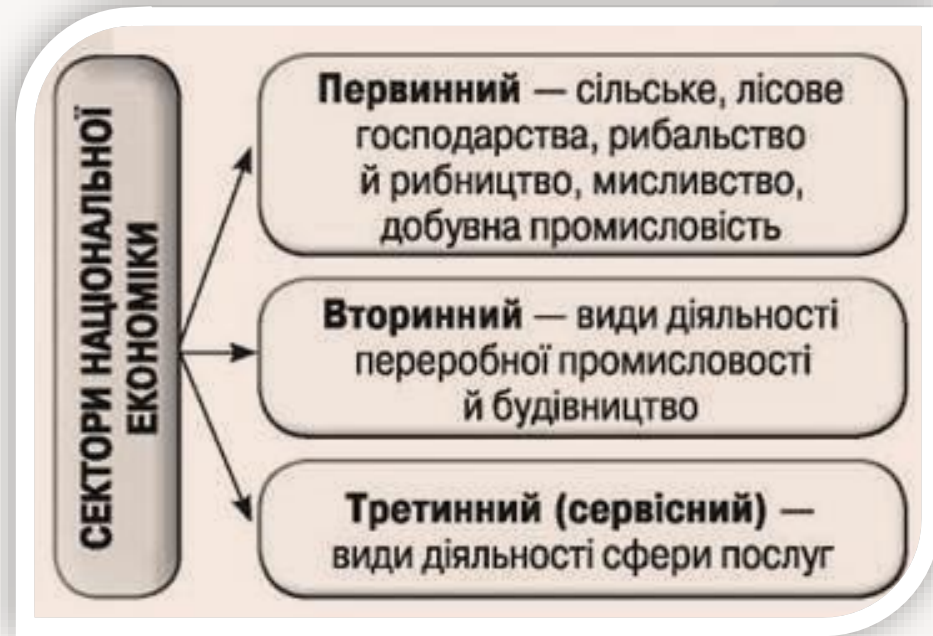 СЕКТОРИ НАЦІОНАЛЬНОЇ
ЕКОНОМІКИ
Первинний — сільське, лісове
господарства, рибальство
й рибництво, мисливство,
добувна промисловість
Вторинний — види діяльності
переробної промисловості
й будівництво
Третинний (сервісний) —
види діяльності сфери послуг